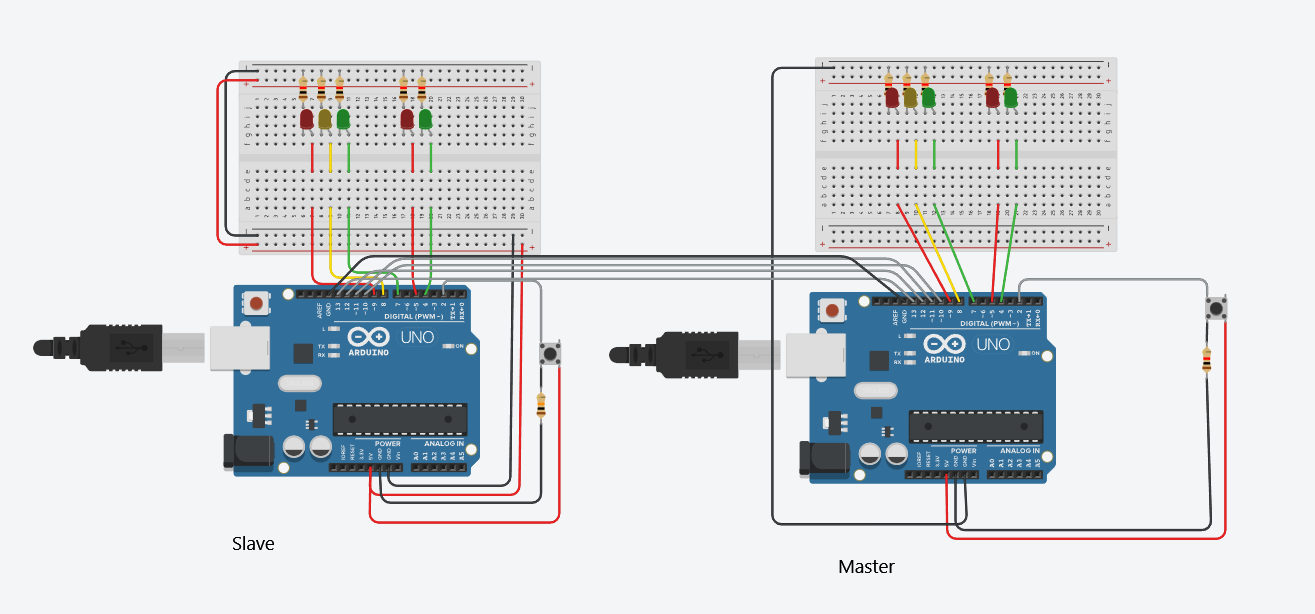 AREF
GND
13
12
~11
~10
~9
8
7
~6
~5
4
~3
2
TX→1
RX←0
DIGITAL (PWM~)
L
TX
RX
ARDUINO
UNO
ON
POWER
ANALOG IN
IOREF
RESET
3.3V
5V
GND
GND
Vin
A0
A1
A2
A3
A4
A5
Slave
AREF
GND
13
12
~11
~10
~9
8
7
~6
~5
4
~3
2
TX→1
RX←0
DIGITAL (PWM~)
L
TX
RX
ARDUINO
UNO
ON
POWER
ANALOG IN
IOREF
RESET
3.3V
5V
GND
GND
Vin
A0
A1
A2
A3
A4
A5
Master